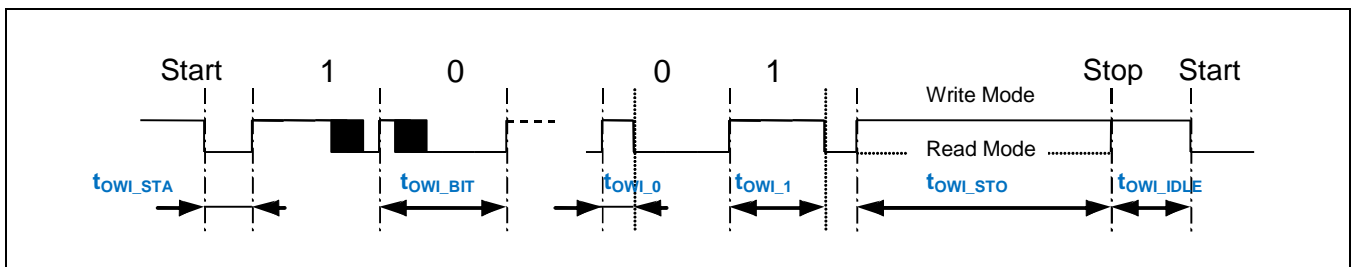 Start 1 0 0 1 Stop Start
Write Mode
Read Mode
tOWI_STA tOWI_BIT tOWI_0 tOWI_1 tOWI_STO tOWI_IDLE